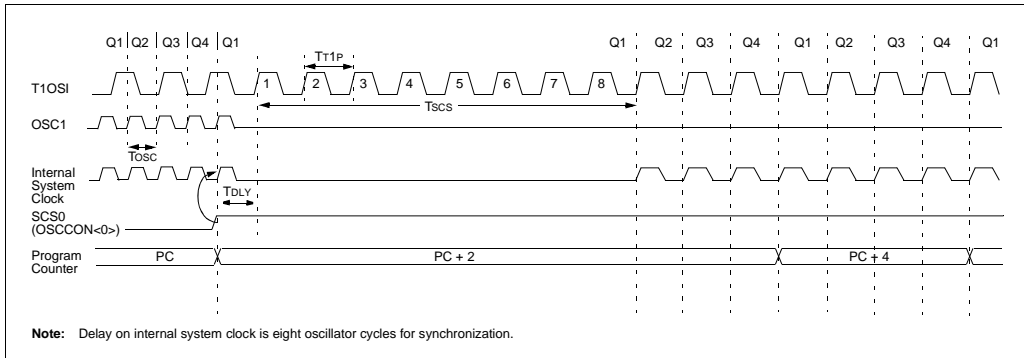 Q1 Q2 Q3 Q4 Q1 Q1 Q2 Q3 Q4 Q1 Q2 Q3 Q4 Q1
TT1P
T1OSI 1 2 3 4 5 6 7 8
TSCS
OSC1
TOSC
Internal
System
Clock
TDLY
SCS0
(OSCCON<0>)
Program
Counter
PC PC + 2 PC + 4
Note: Delay on internal system clock is eight oscillator cycles for synchronization.